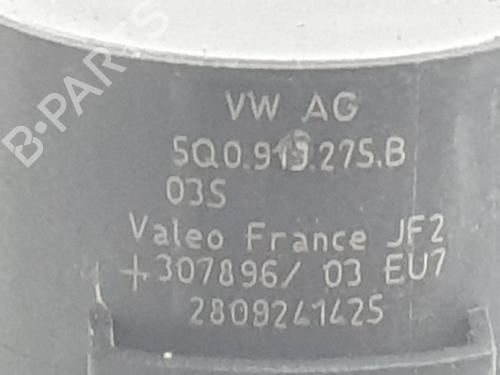 B-PARTS
VW AG
5Q0.919.275.B
03S
Valeo France JF2
+307896/ 03 EU7
2809241425